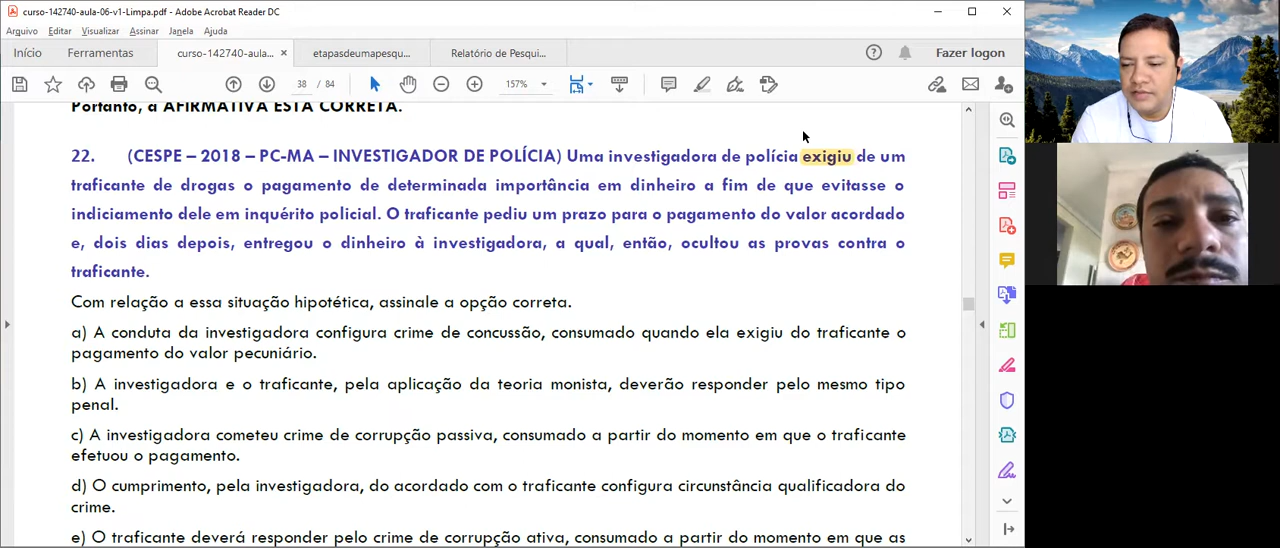 curso-142740-aula-06-v1-Limpa.pdf - Adobe Acrobat Reader DC
Arquivo Editar Visualizar Assinar Janela Ajuda
Início Ferramentas curso-142740-aula... × etapasdeumapesqu... Relatório de Pesqui... Fazer logon
38 / 84 157%
Portanto, a AFIRMATIVA ESTÁ CORRETA.
22. (CESPE – 2018 – PC-MA – INVESTIGADOR DE POLÍCIA) Uma investigadora de polícia exigiu de um
traficante de drogas o pagamento de determinada importância em dinheiro a fim de que evitasse o
indiciamento dele em inquérito policial. O traficante pediu um prazo para o pagamento do valor acordado
e, dois dias depois, entregou o dinheiro à investigadora, a qual, então, ocultou as provas contra o
traficante.
Com relação a essa situação hipotética, assinale a opção correta.
a) A conduta da investigadora configura crime de concussão, consumado quando ela exigiu do traficante o
pagamento do valor pecuniário.
b) A investigadora e o traficante, pela aplicação da teoria monista, deverão responder pelo mesmo tipo
penal.
c) A investigadora cometeu crime de corrupção passiva, consumado a partir do momento em que o traficante
efetuou o pagamento.
d) O cumprimento, pela investigadora, do acordado com o traficante configura circunstância qualificadora do
crime.
e) O traficante deverá responder pelo crime de corrupção ativa, consumado a partir do momento em que as